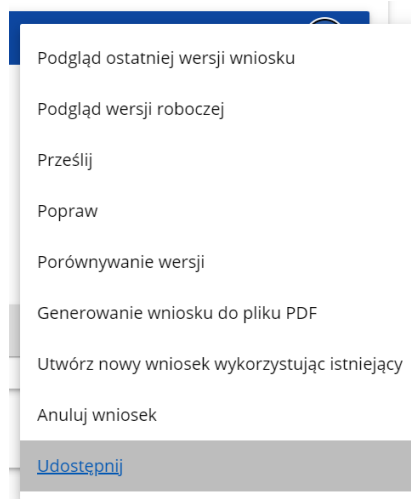 Podgląd ostatniej wersji wniosku
Podgląd wersji roboczej
Prześlij
Popraw
Porównywanie wersji
Generowanie wniosku do pliku PDF
Utwórz nowy wniosek wykorzystując istniejący
Anuluj wniosek
Udostępnij